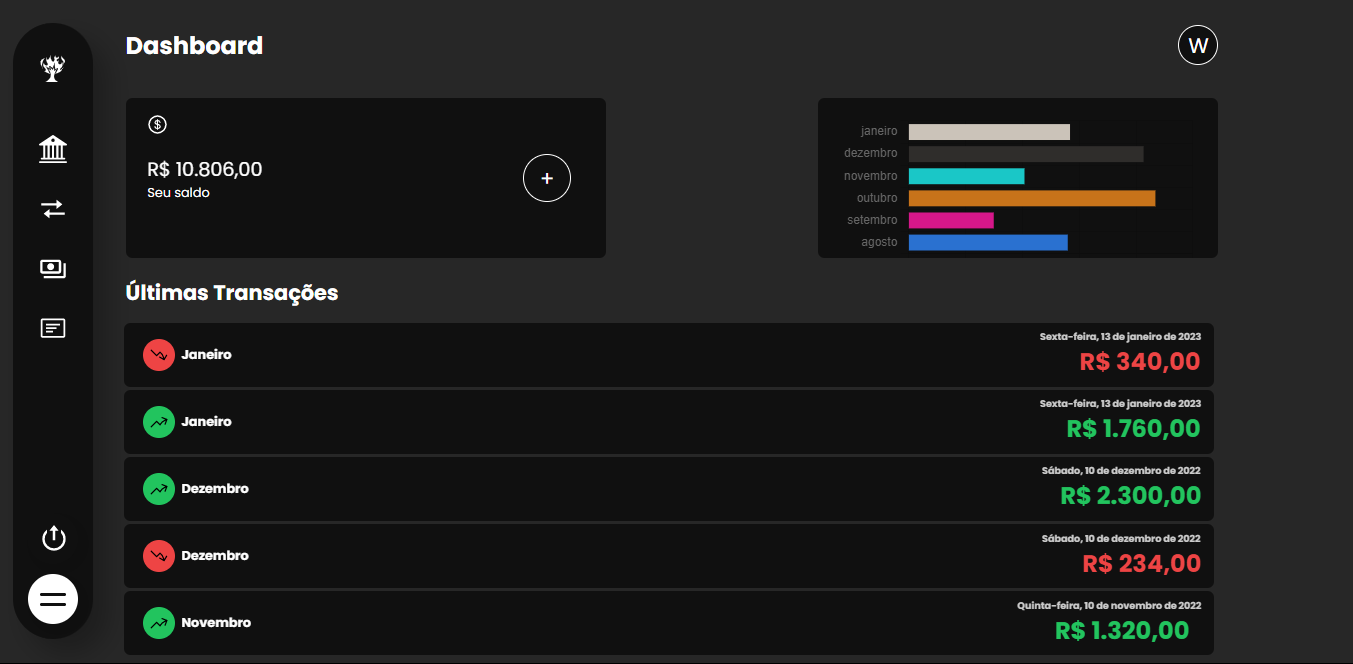 Dashboard
W
R$ 10.806,00
Seu saldo
+
janeiro
dezembro
novembro
outubro
setembro
agosto
Últimas Transações
Janeiro
Sexta-feira, 13 de janeiro de 2023
R$ 340,00
Janeiro
Sexta-feira, 13 de janeiro de 2023
R$ 1.760,00
Dezembro
Sábado, 10 de dezembro de 2022
R$ 2.300,00
Dezembro
Sábado, 10 de dezembro de 2022
R$ 234,00
Novembro
Quinta-feira, 10 de novembro de 2022
R$ 1.320,00